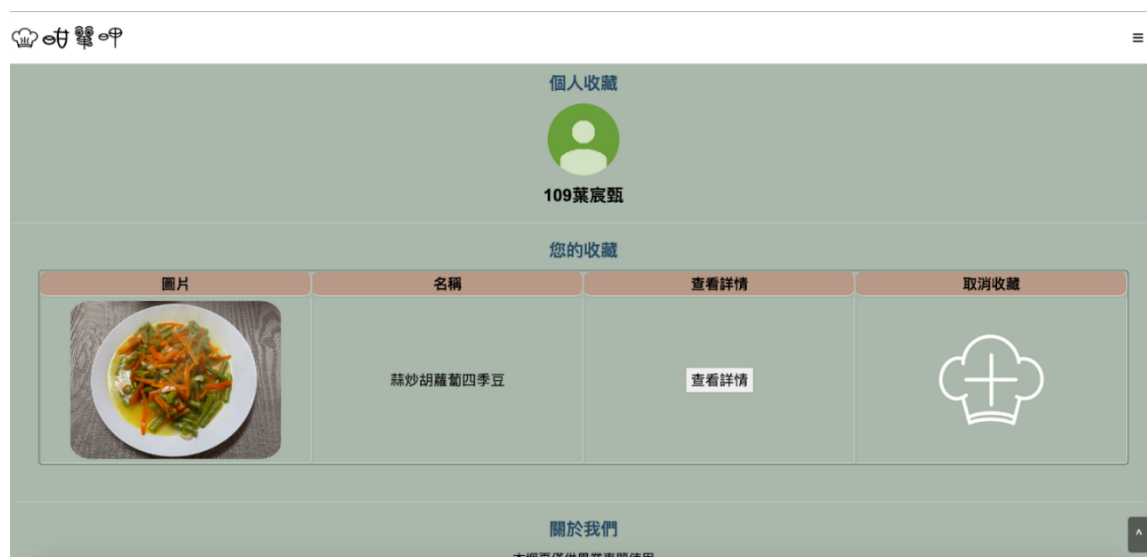 咁單呷
≡
個人收藏
109葉宸甄
您的收藏
圖片 名稱 查看詳情 取消收藏
蒜炒胡蘿蔔四季豆 查看詳情
關於我們